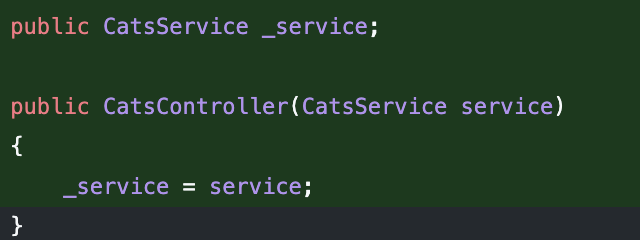 public CatsService _service;
public CatsController(CatsService service)
{
    _service = service;
}